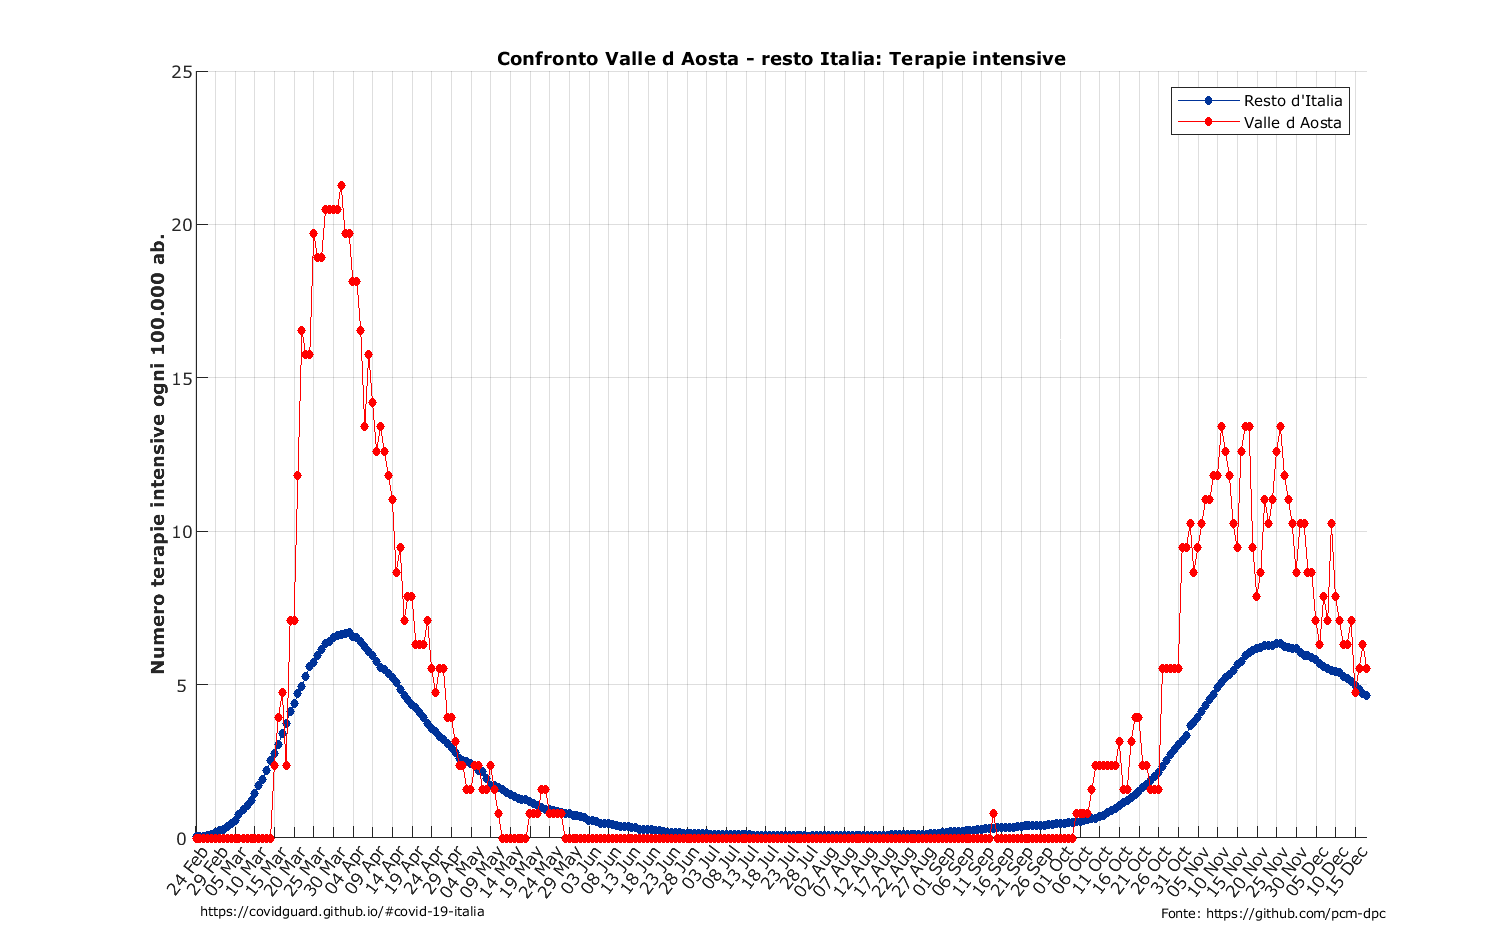 Confronto Valle d Aosta - resto Italia: Terapie intensive
Resto d'Italia
Valle d Aosta
Numero terapie intensive ogni 100.000 ab.
25
20
15
10
5
0
24 Feb
29 Feb
05 Mar
10 Mar
15 Mar
20 Mar
25 Mar
30 Mar
04 Apr
09 Apr
14 Apr
19 Apr
24 Apr
29 Apr
04 May
09 May
14 May
19 May
24 May
29 May
03 Jun
08 Jun
13 Jun
18 Jun
23 Jun
28 Jun
03 Jul
08 Jul
13 Jul
18 Jul
23 Jul
28 Jul
02 Aug
07 Aug
12 Aug
17 Aug
22 Aug
27 Aug
01 Sep
06 Sep
11 Sep
16 Sep
21 Sep
26 Sep
01 Oct
06 Oct
11 Oct
16 Oct
21 Oct
26 Oct
31 Oct
05 Nov
10 Nov
15 Nov
20 Nov
25 Nov
30 Nov
05 Dec
10 Dec
15 Dec
https://covidguard.github.io/#covid-19-italia
Fonte: https://github.com/pcm-dpc